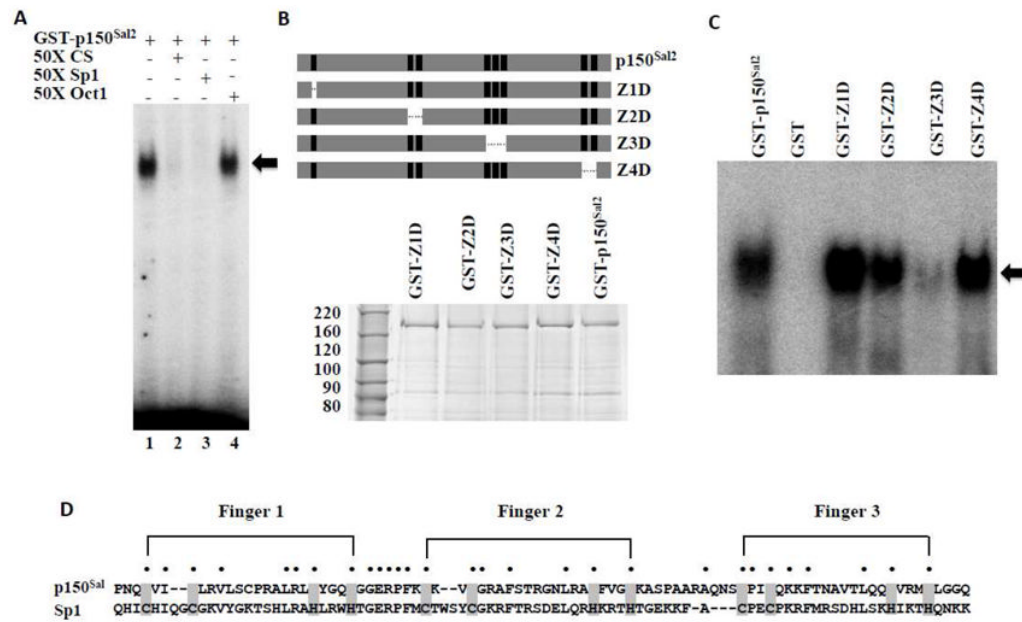 A
GST-p150Sal2 + + + +
50X CS - + - -
50X Sp1 - - + -
50X Oct1 - - - +
1 2 3 4
B
p150Sal2
Z1D
Z2D
Z3D
Z4D
GST-Z1D
GST-Z2D
GST-Z3D
GST-Z4D
GST-p150Sal2
220
160
120
100
90
80
C
GST-p150Sal2
GST
GST-Z1D
GST-Z2D
GST-Z3D
GST-Z4D
D
Finger 1 Finger 2 Finger 3
p150Sal PNQ VI-- LRVLSCPRALRL YGQ GGERPFK K--V GRAFSTRGNLRA FVG KASPAARAQNS PI QKKFTNAVTLQQ VRM LGGQ
Sp1 QHICHIQGCGKVYGKTSHLRAHLRWHTGERPFMCTWSYCGKRFTRSDELQRHKRTHTGEKKF-A---CPECPKRFMRSDHLSKHIKTHQNKK